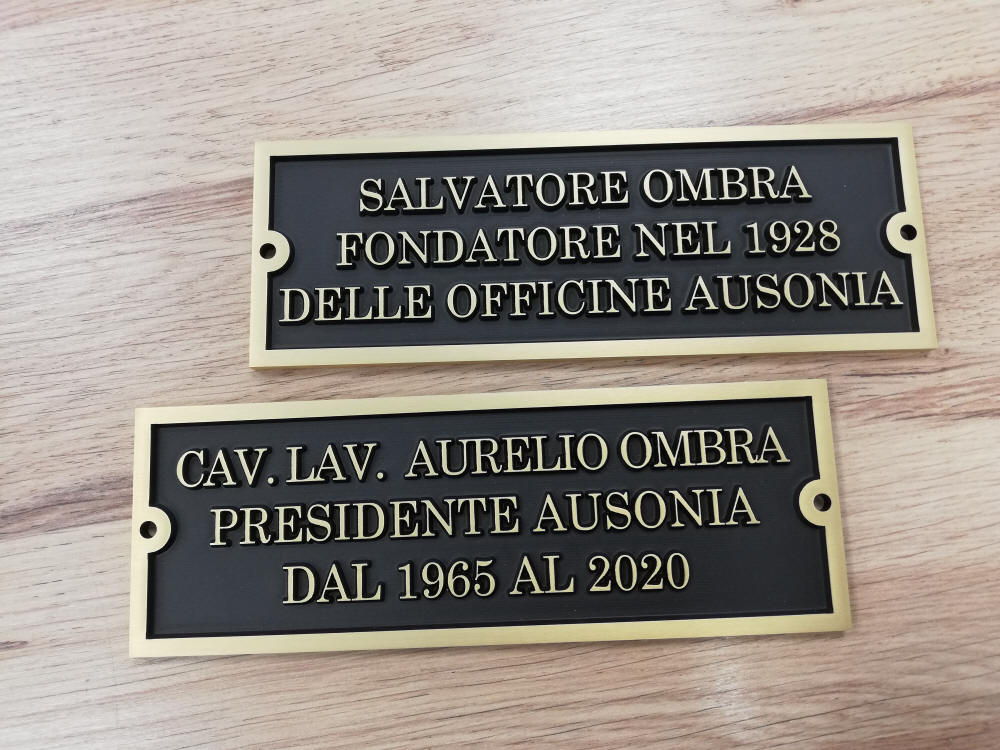 SALVATORE OMBRA
FONDATORE NEL 1928
DELLE OFFICINE AUSONIA
CAV. LAV. AURELIO OMBRA
PRESIDENTE AUSONIA
DAL 1965 AL 2020